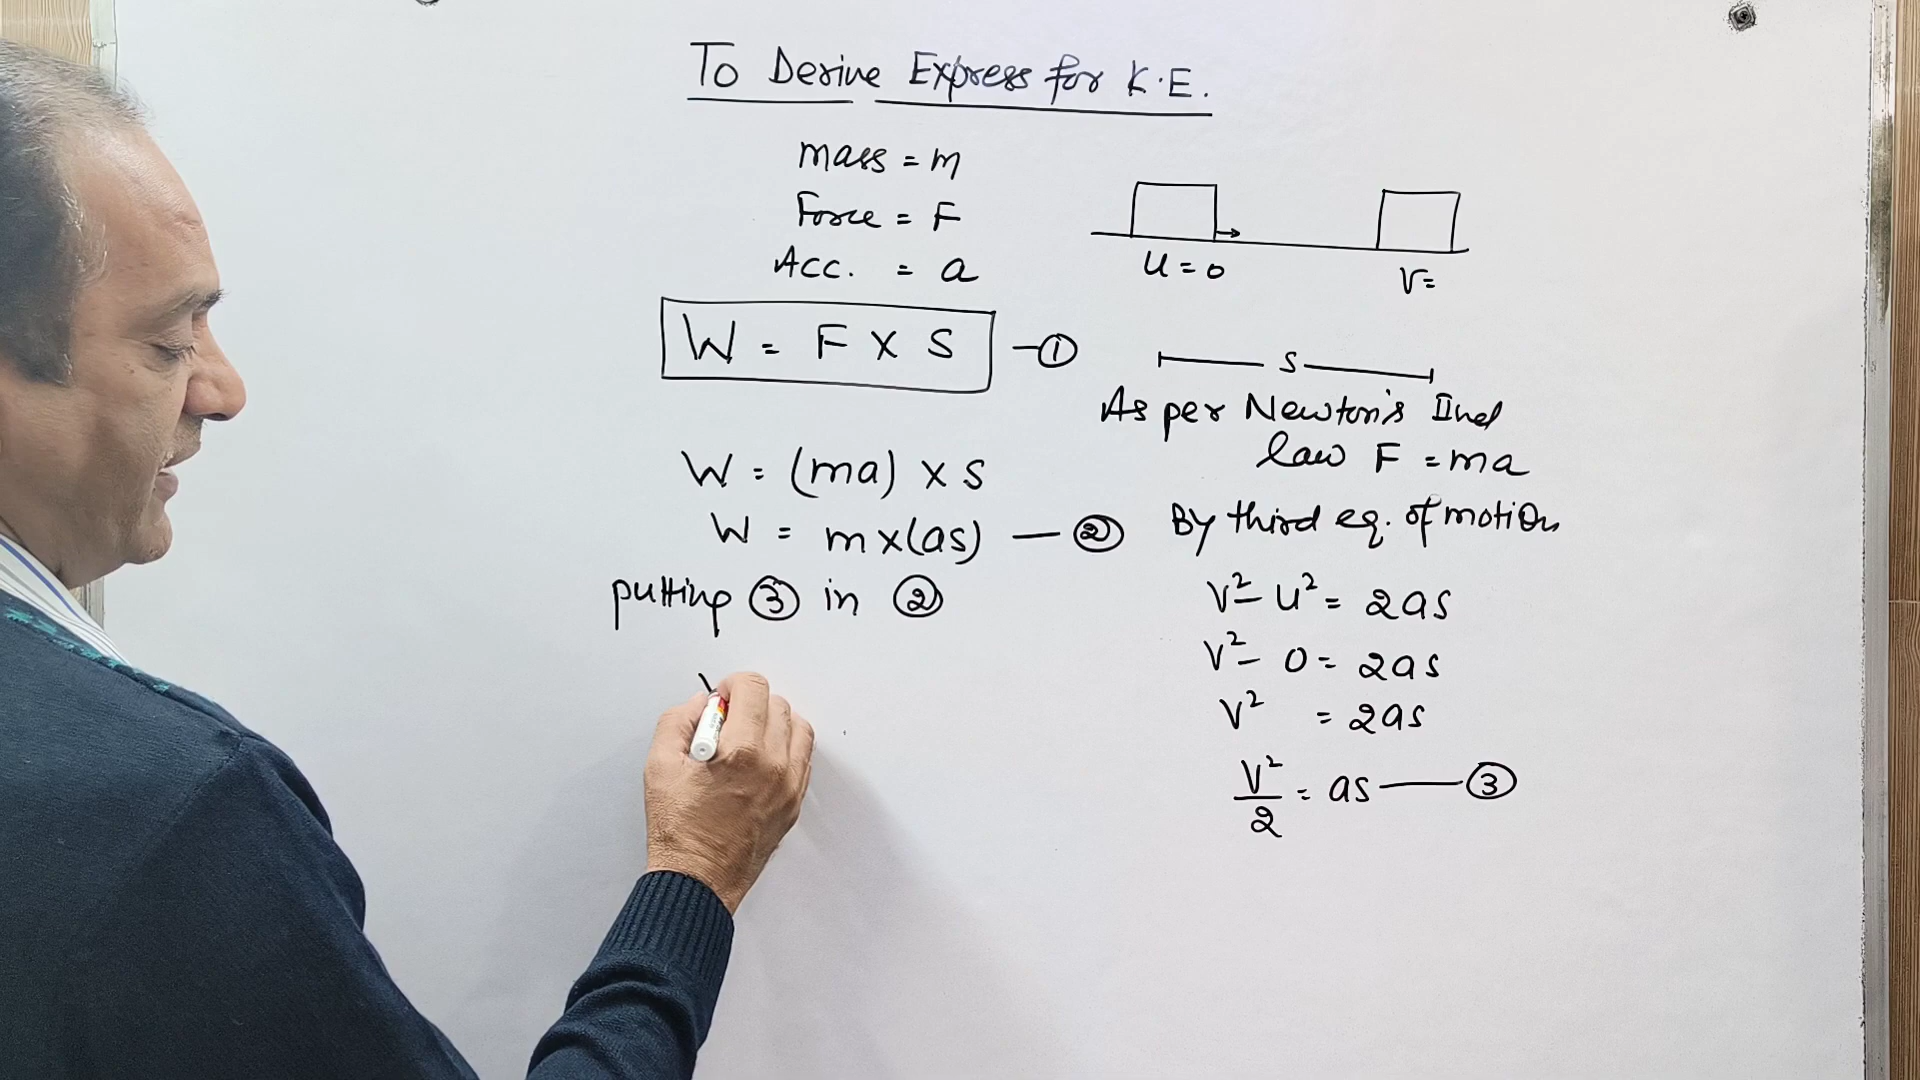 To Derive Express for K.E.
mass = m
Force = F
Acc. = a
U = 0
V =
W = F X S —①
S
As per Newton's IInd
law F = ma
W = (ma) X S
W = m x(as) — ②
By third eq. of motion
putting ③ in ②
V² – U² = 2as
V² – 0 = 2as
V² = 2as
V²/2 = as — ③